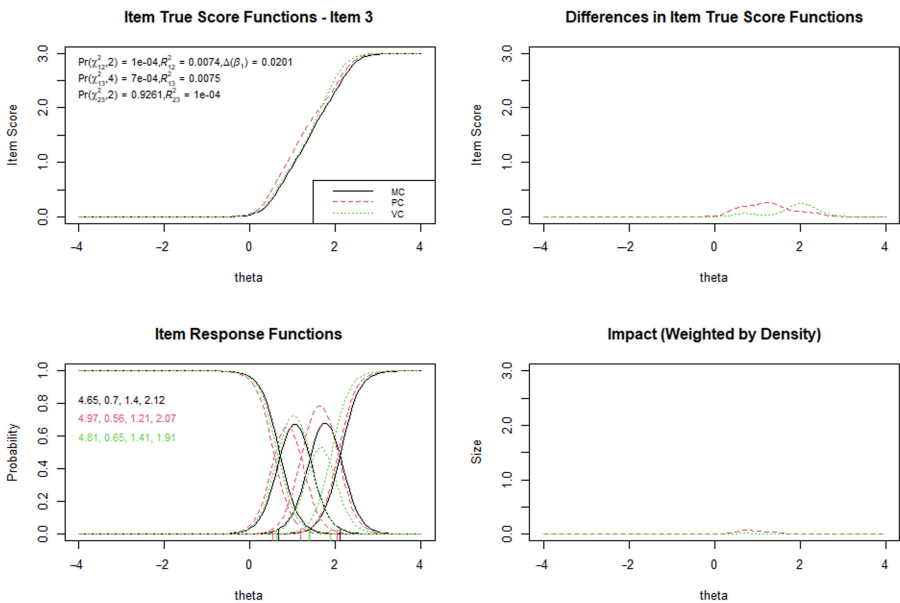 Item True Score Functions - Item 3
Pr(χ²₁₂,2) = 1e-04,R²₁₂ = 0.0074,Δ(β₁) = 0.0201
Pr(χ²₁₃,4) = 7e-04,R²₁₃ = 0.0075
Pr(χ²₂₃,2) = 0.9261,R²₂₃ = 1e-04
Item Score
3.0
2.0
1.0
0.0
MC
PC
VC
−4 −2 0 2 4
theta
Differences in Item True Score Functions
Item Score
3.0
2.0
1.0
0.0
−4 −2 0 2 4
theta
Item Response Functions
Probability
1.0
0.8
0.6
0.4
0.2
0.0
4.65, 0.7, 1.4, 2.12
4.97, 0.56, 1.21, 2.07
4.81, 0.65, 1.41, 1.91
−4 −2 0 2 4
theta
Impact (Weighted by Density)
Size
3.0
2.0
1.0
0.0
−4 −2 0 2 4
theta